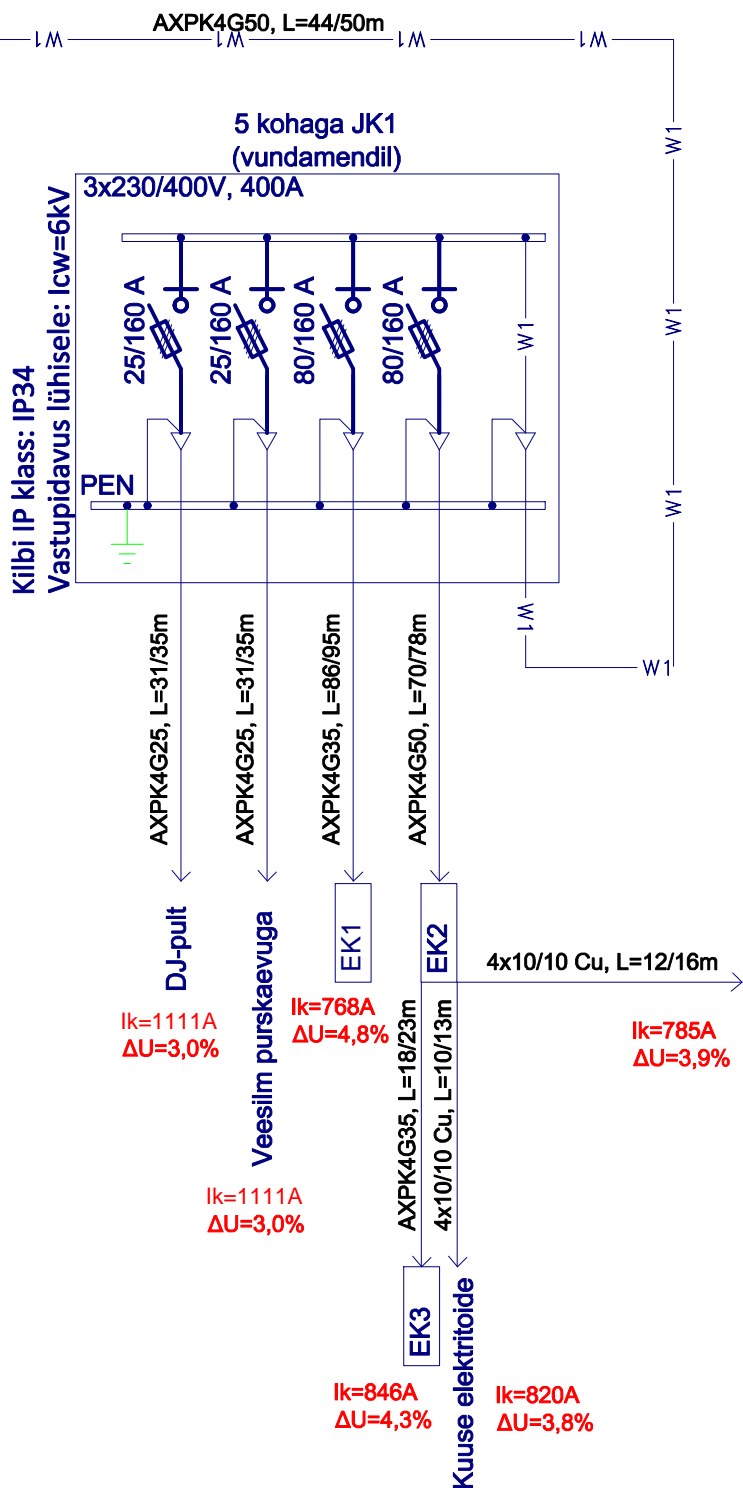 AXPK4G50, L=44/50m
W1
W1
W1
W1
5 kohaga JK1
(vundamendil)
3x230/400V, 400A
Kilbi IP klass: IP34
Vastupidavus lühisele: Icw=6kV
25/160 A
25/160 A
80/160 A
80/160 A
W1
W1
W1
W1
PEN
W1
W1
AXPK4G25, L=31/35m
AXPK4G25, L=31/35m
AXPK4G35, L=86/95m
AXPK4G50, L=70/78m
DJ-pult
Ik=1111A
ΔU=3,0%
Veesilm purskaevuga
Ik=1111A
ΔU=3,0%
EK1
Ik=768A
ΔU=4,8%
EK2
4x10/10 Cu, L=12/16m
Ik=785A
ΔU=3,9%
AXPK4G35, L=18/23m
4x10/10 Cu, L=10/13m
EK3
Ik=846A
ΔU=4,3%
Kuuse elektritoide
Ik=820A
ΔU=3,8%